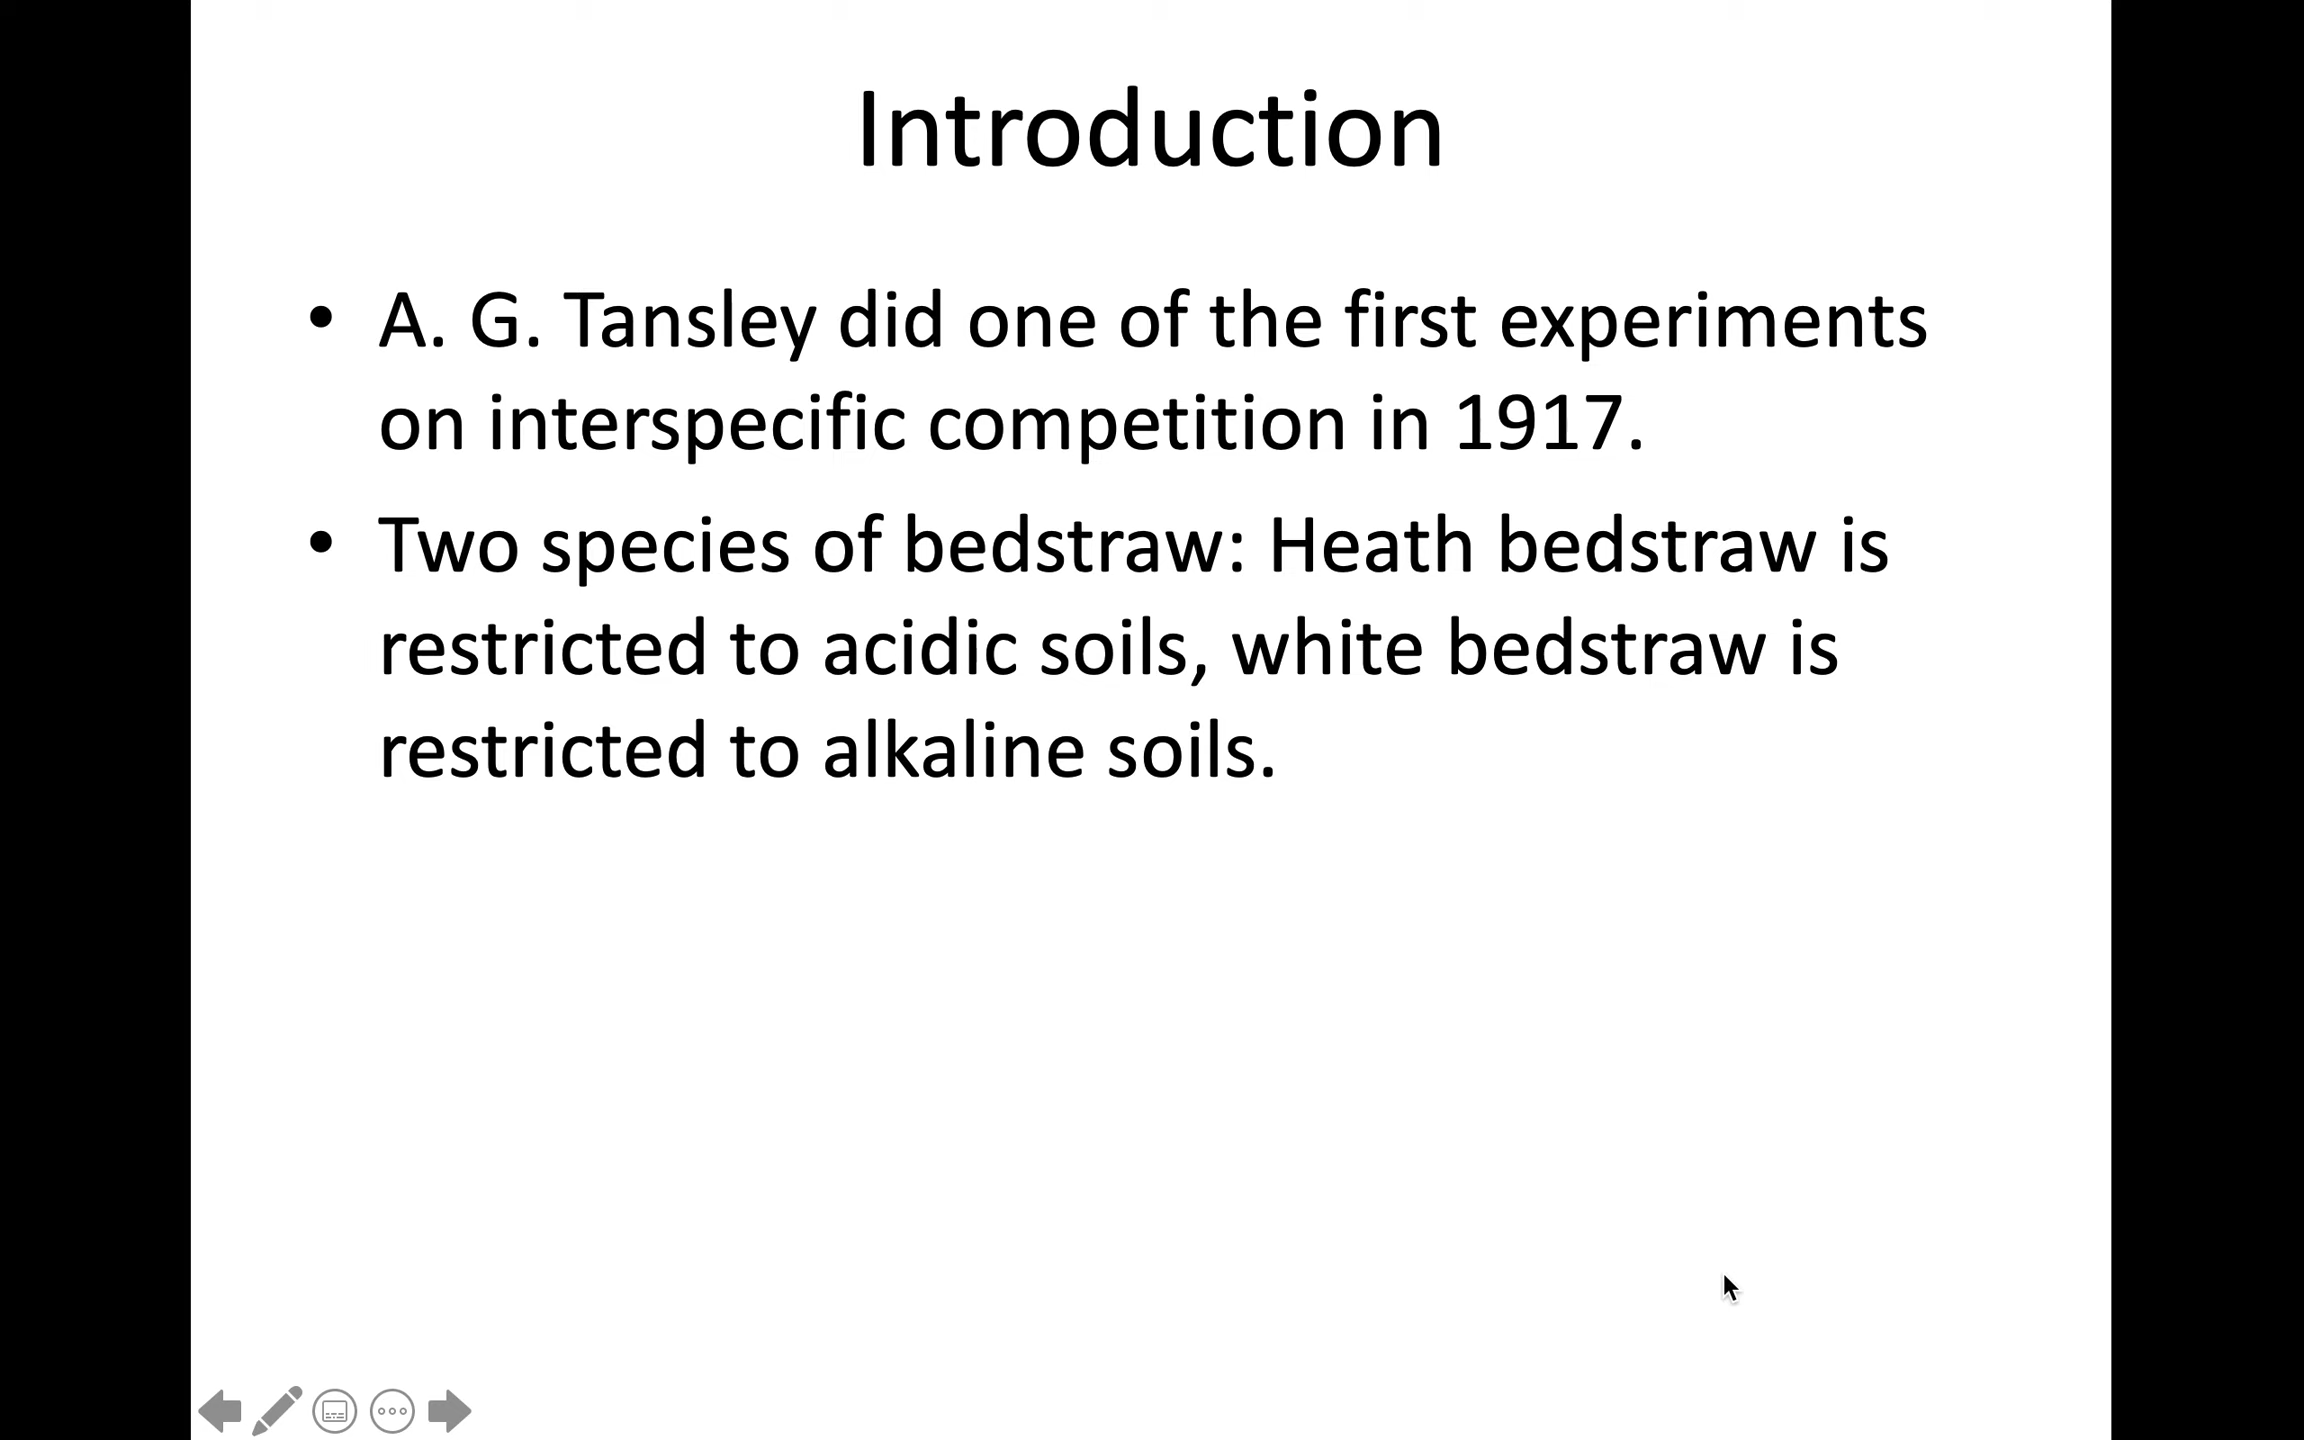 Introduction
• A. G. Tansley did one of the first experiments
on interspecific competition in 1917.
• Two species of bedstraw: Heath bedstraw is
restricted to acidic soils, white bedstraw is
restricted to alkaline soils.